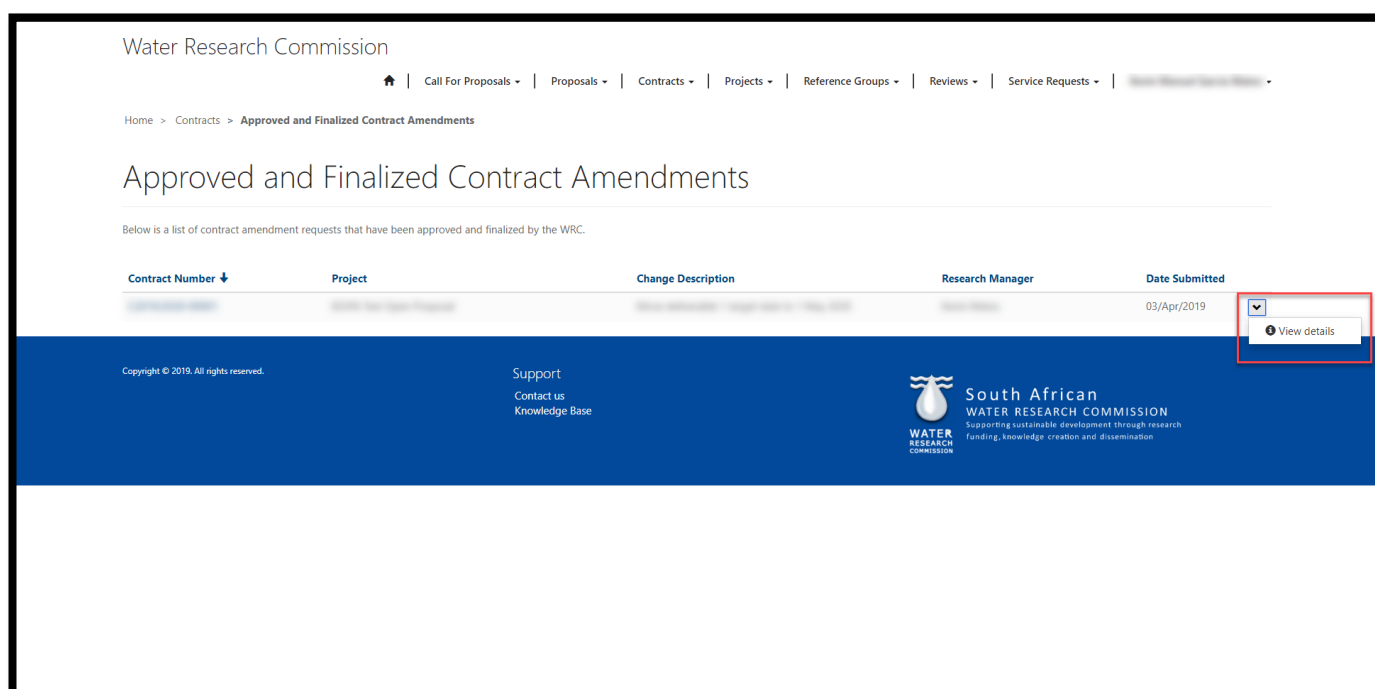 Water Research Commission
Call For Proposals Proposals Contracts Projects Reference Groups Reviews Service Requests
Home > Contracts > Approved and Finalized Contract Amendments
Approved and Finalized Contract Amendments
Below is a list of contract amendment requests that have been approved and finalized by the WRC.
Contract Number Project Change Description Research Manager Date Submitted
03/Apr/2019
View details
Copyright © 2019. All rights reserved.
Support
Contact us
Knowledge Base
WATER
RESEARCH
COMMISSION
South African
WATER RESEARCH COMMISSION
Supporting sustainable development through research
funding, knowledge creation and dissemination